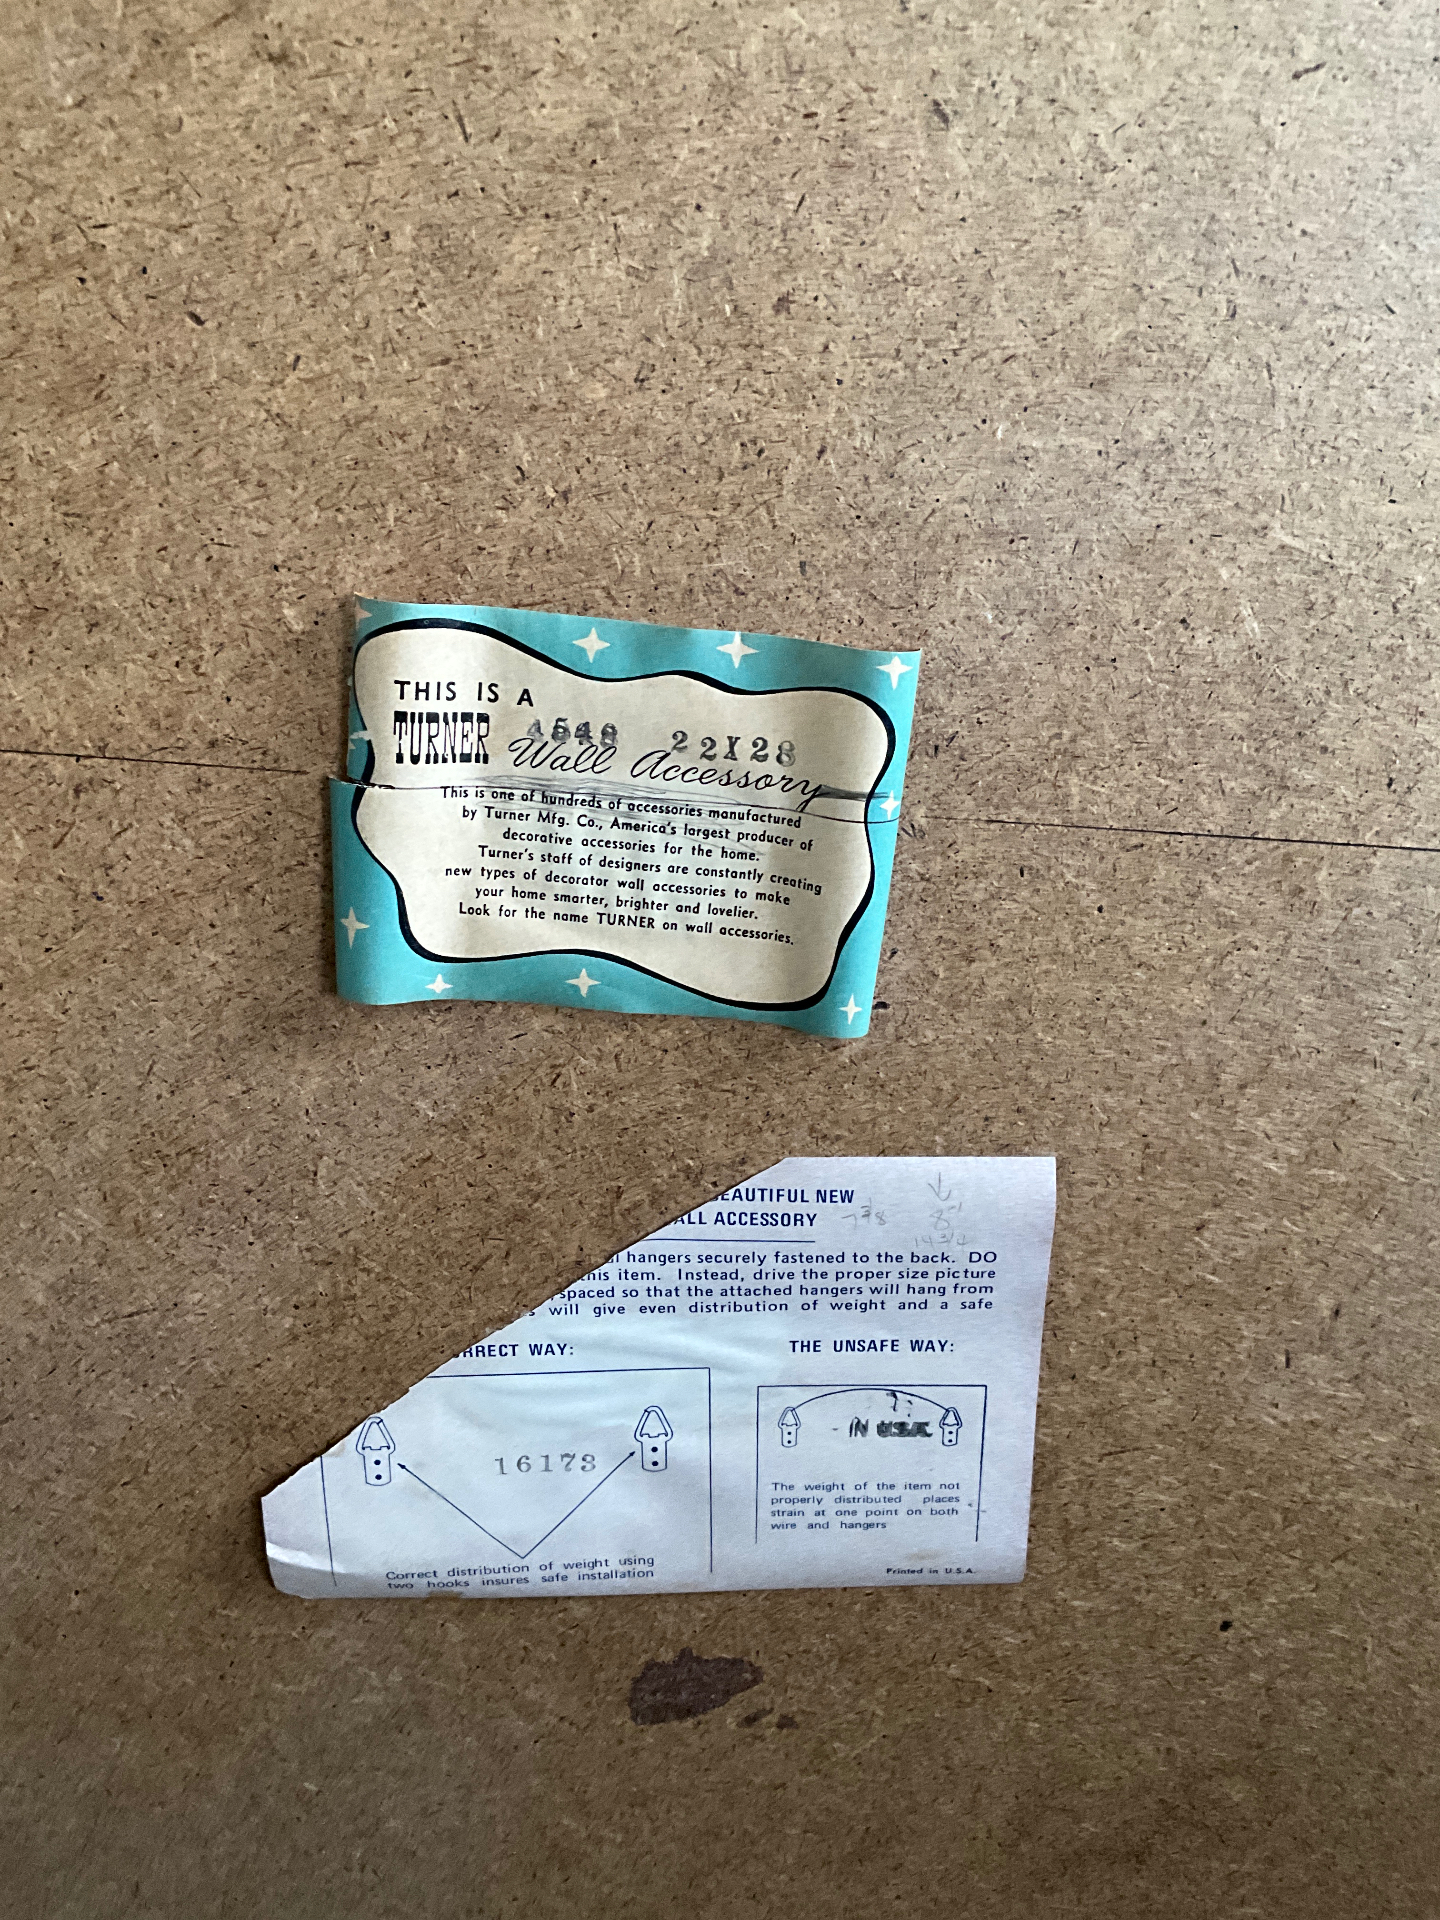 THIS IS A
TURNER 4548 22X28
Wall Accessory
This is one of hundreds of accessories manufactured
by Turner Mfg. Co., America's largest producer of
decorative accessories for the home.
Turner's staff of designers are constantly creating
new types of decorator wall accessories to make
your home smarter, brighter and lovelier.
Look for the name TURNER on wall accessories.
EAUTIFUL NEW
ALL ACCESSORY
hangers securely fastened to the back. DO
this item. Instead, drive the proper size picture
spaced so that the attached hangers will hang from
will give even distribution of weight and a safe
RRECT WAY:
16173
Correct distribution of weight using
two hooks insures safe installation
THE UNSAFE WAY:
IN U.S.A.
The weight of the item not
properly distributed places
strain at one point on both
wire and hangers
Printed in U.S.A.